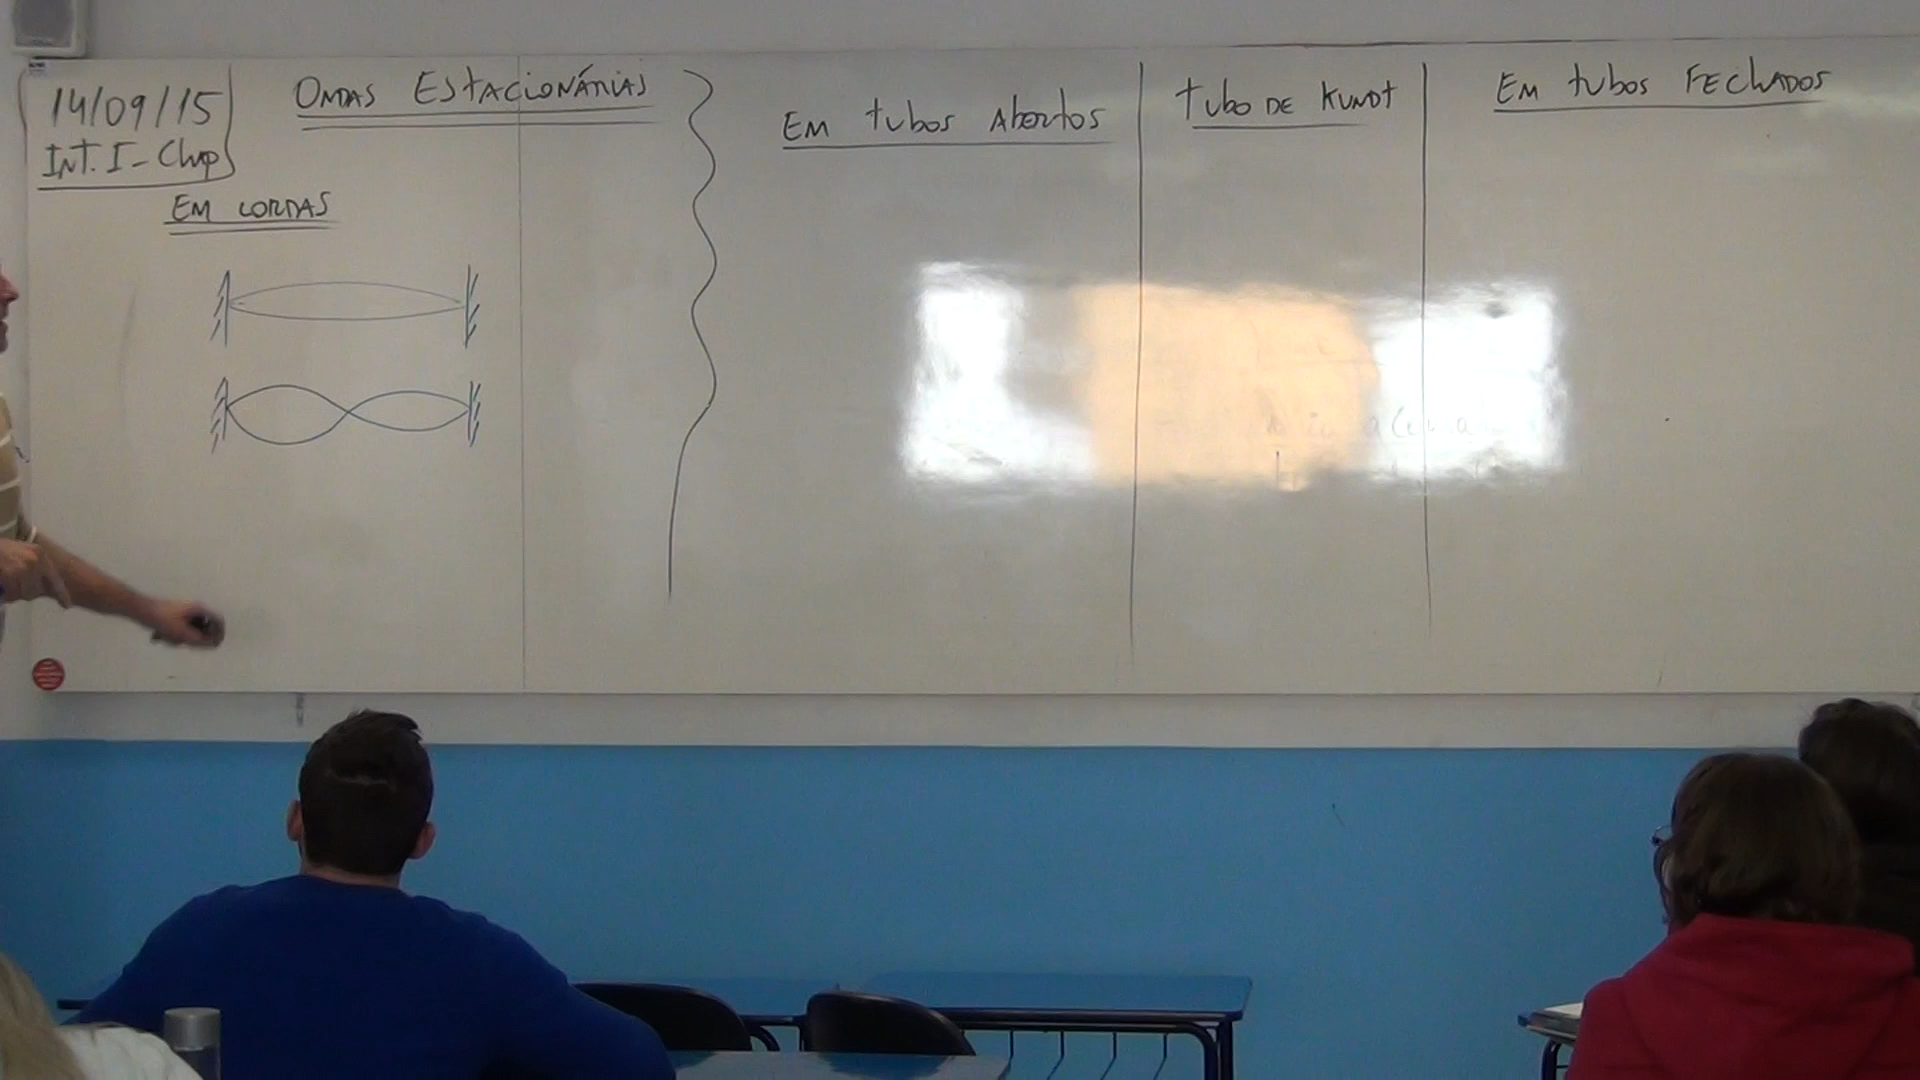 14/09/15
INT. I - Chap
ONDAS ESTACIONÁRIAS
EM CORDAS
EM tubos Abertos
tubo DE KUNDT
EM tubos FECHADOS